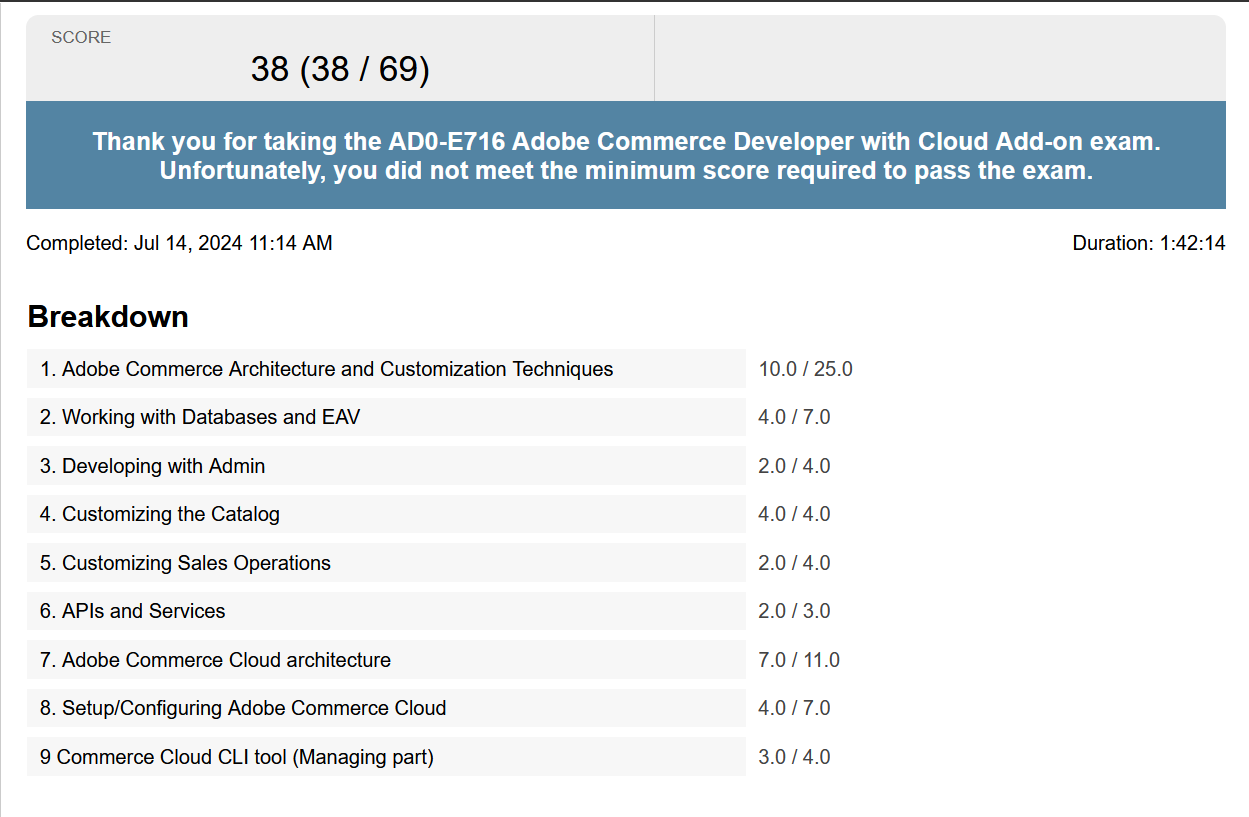 SCORE
38 (38 / 69)
Thank you for taking the AD0-E716 Adobe Commerce Developer with Cloud Add-on exam.
Unfortunately, you did not meet the minimum score required to pass the exam.
Completed: Jul 14, 2024 11:14 AM
Duration: 1:42:14
Breakdown
1. Adobe Commerce Architecture and Customization Techniques 10.0 / 25.0
2. Working with Databases and EAV 4.0 / 7.0
3. Developing with Admin 2.0 / 4.0
4. Customizing the Catalog 4.0 / 4.0
5. Customizing Sales Operations 2.0 / 4.0
6. APIs and Services 2.0 / 3.0
7. Adobe Commerce Cloud architecture 7.0 / 11.0
8. Setup/Configuring Adobe Commerce Cloud 4.0 / 7.0
9 Commerce Cloud CLI tool (Managing part) 3.0 / 4.0